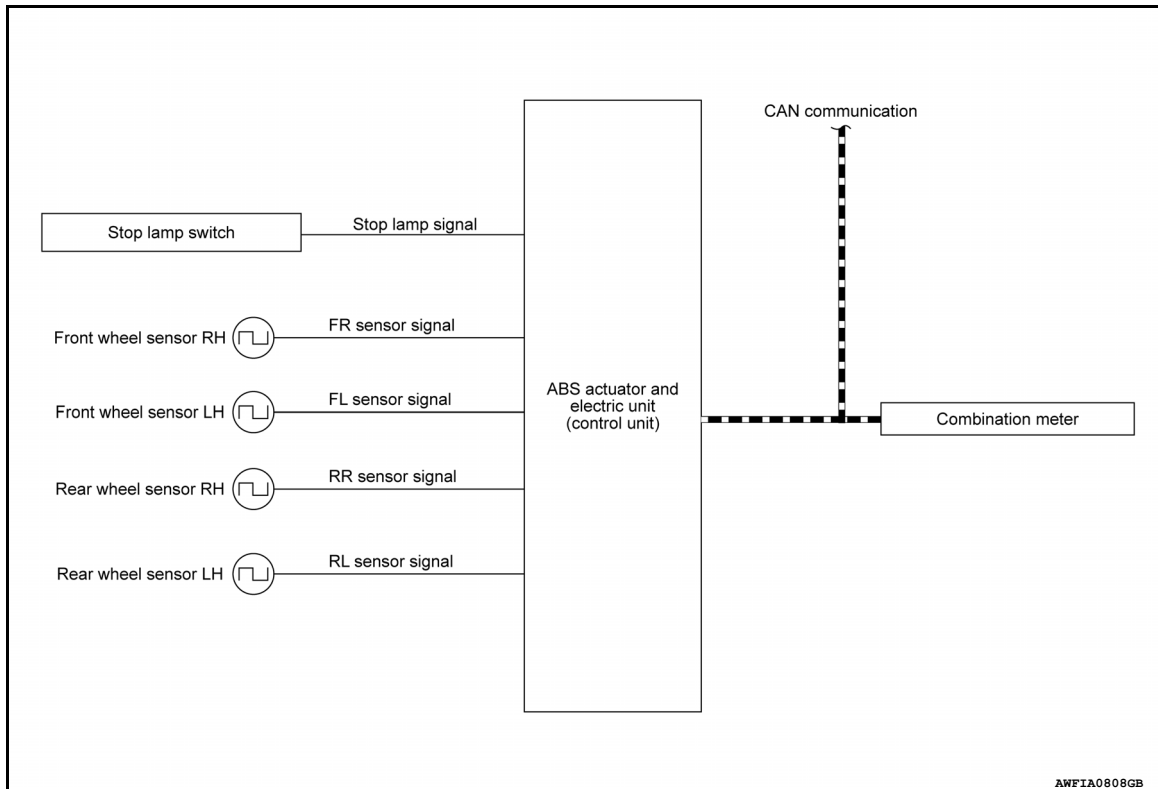 CAN communication
Stop lamp switch
Stop lamp signal
Front wheel sensor RH
FR sensor signal
Front wheel sensor LH
FL sensor signal
ABS actuator and
electric unit
(control unit)
Combination meter
Rear wheel sensor RH
RR sensor signal
Rear wheel sensor LH
RL sensor signal
AWFIA0808GB